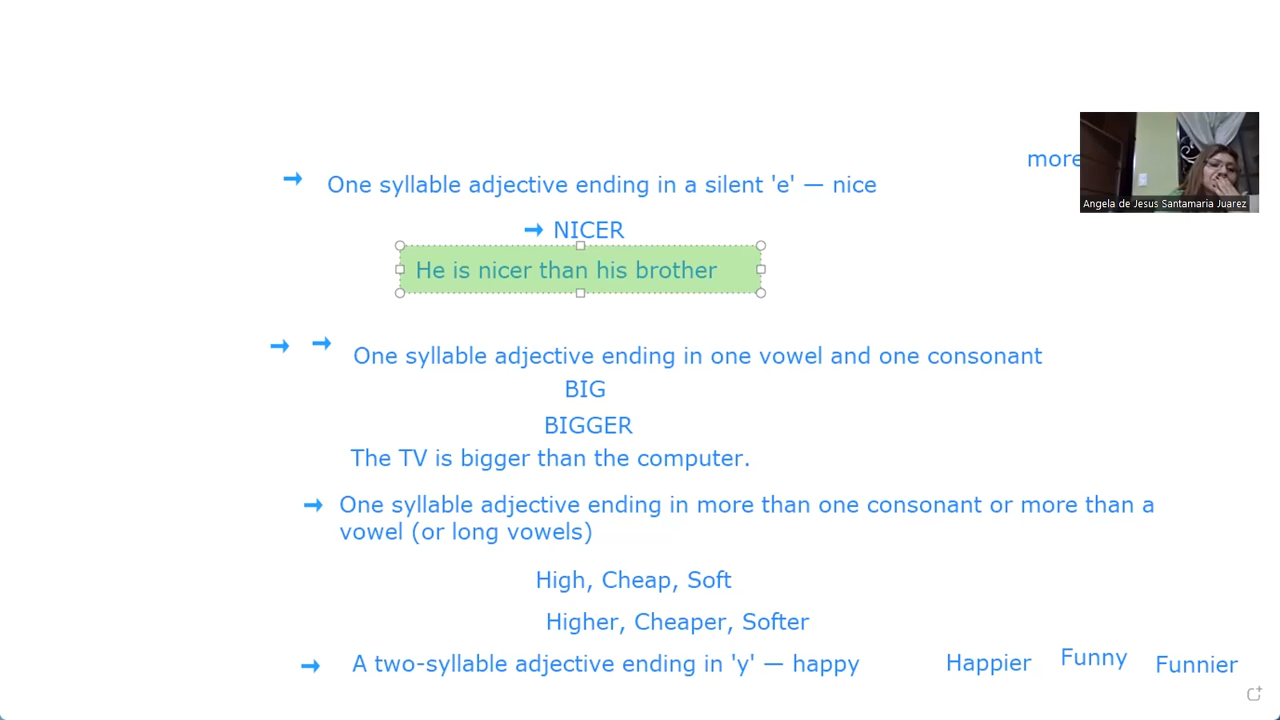 more
Angela de Jesus Santamaria Juarez
➞ One syllable adjective ending in a silent 'e' — nice
➞ NICER
He is nicer than his brother
➞ ➞ One syllable adjective ending in one vowel and one consonant
BIG
BIGGER
The TV is bigger than the computer.
➞ One syllable adjective ending in more than one consonant or more than a
vowel (or long vowels)
High, Cheap, Soft
Higher, Cheaper, Softer
➞ A two-syllable adjective ending in 'y' — happy Happier Funny Funnier